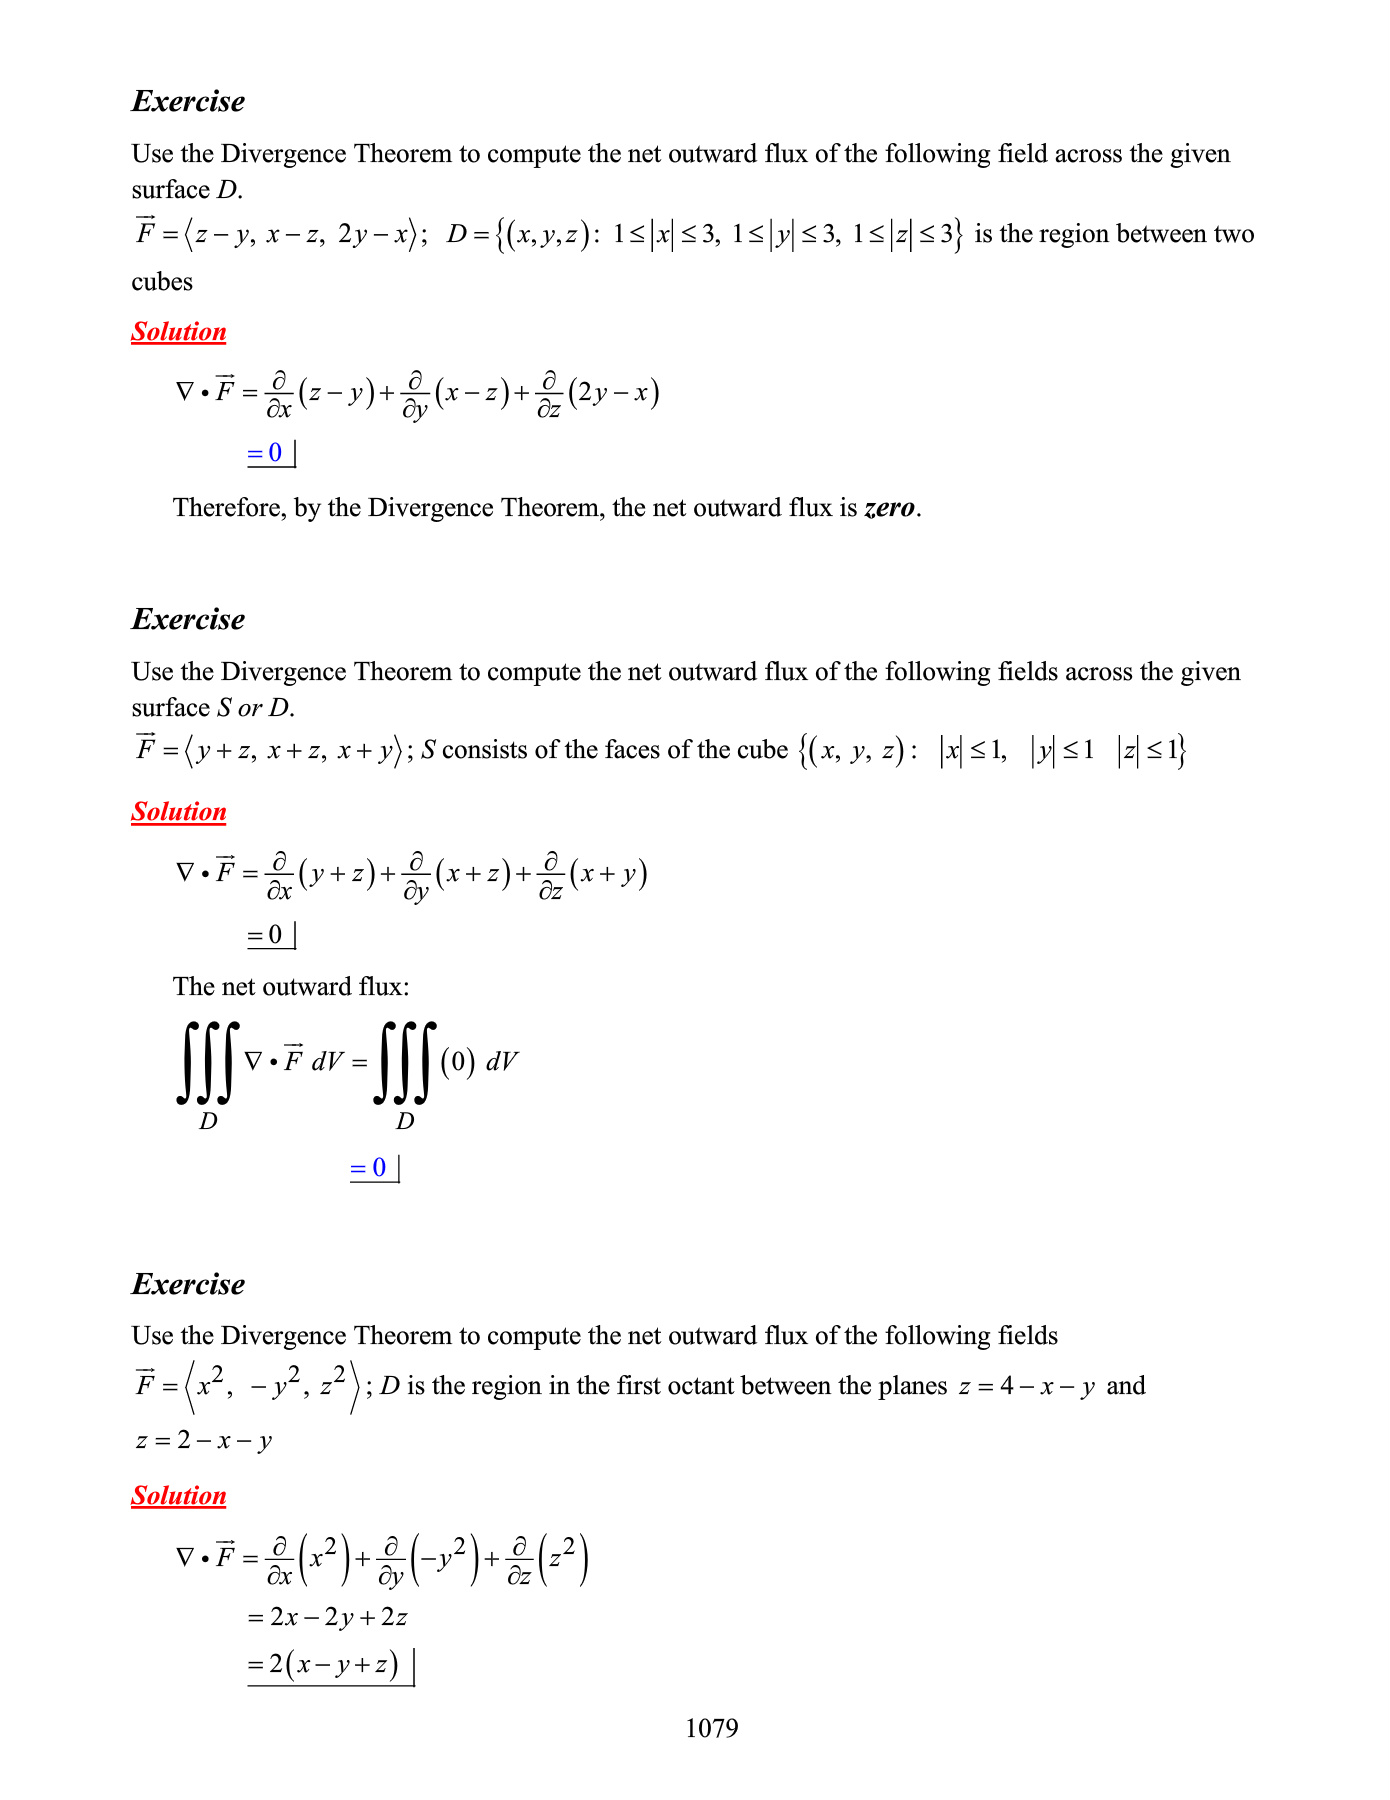 Exercise
Use the Divergence Theorem to compute the net outward flux of the following field across the given
surface D.
$\vec{F} = \langle z-y,\ x-z,\ 2y-x \rangle;\ D = \{(x,y,z):\ 1 \le |x| \le 3,\ 1 \le |y| \le 3,\ 1 \le |z| \le 3\}$ is the region between two
cubes
Solution
$\nabla \bullet \vec{F} = \frac{\partial}{\partial x}(z-y) + \frac{\partial}{\partial y}(x-z) + \frac{\partial}{\partial z}(2y-x)$
$= 0$
Therefore, by the Divergence Theorem, the net outward flux is zero.
Exercise
Use the Divergence Theorem to compute the net outward flux of the following fields across the given
surface S or D.
$\vec{F} = \langle y+z,\ x+z,\ x+y \rangle$; S consists of the faces of the cube $\{(x,\ y,\ z):\ |x| \le 1,\ |y| \le 1\ \ |z| \le 1\}$
Solution
$\nabla \bullet \vec{F} = \frac{\partial}{\partial x}(y+z) + \frac{\partial}{\partial y}(x+z) + \frac{\partial}{\partial z}(x+y)$
$= 0$
The net outward flux:
$\iiint_D \nabla \bullet \vec{F}\ dV = \iiint_D (0)\ dV$
$= 0$
Exercise
Use the Divergence Theorem to compute the net outward flux of the following fields
$\vec{F} = \langle x^2,\ -y^2,\ z^2 \rangle$; D is the region in the first octant between the planes $z = 4-x-y$ and
$z = 2-x-y$
Solution
$\nabla \bullet \vec{F} = \frac{\partial}{\partial x}(x^2) + \frac{\partial}{\partial y}(-y^2) + \frac{\partial}{\partial z}(z^2)$
$= 2x - 2y + 2z$
$= 2(x-y+z)$
1079